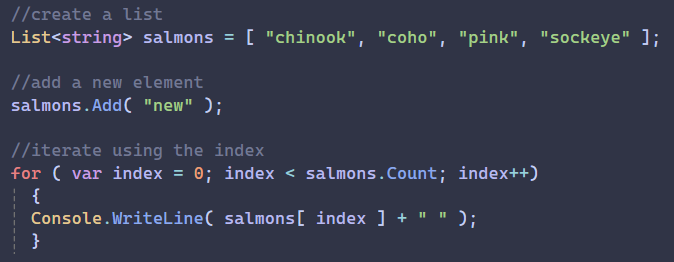 //create a list
List<string> salmons = [ "chinook", "coho", "pink", "sockeye" ];
//add a new element
salmons.Add( "new" );
//iterate using the index
for ( var index = 0; index < salmons.Count; index++)
{
Console.WriteLine( salmons[ index ] + " " );
}